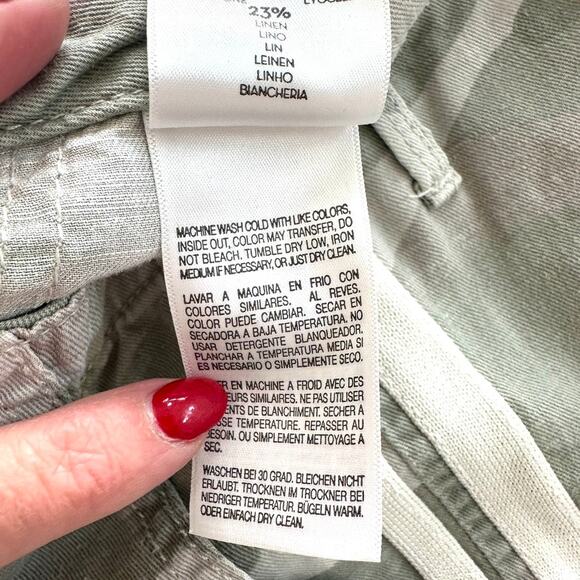 23%
LINEN
LINO
LIN
LEINEN
LINHO
BIANCHERIA
MACHINE WASH COLD WITH LIKE COLORS,
INSIDE OUT, COLOR MAY TRANSFER, DO
NOT BLEACH. TUMBLE DRY LOW, IRON
MEDIUM IF NECESSARY, OR JUST DRY CLEAN.
LAVAR A MAQUINA EN FRIO CON
COLORES SIMILARES. AL REVES.
COLOR PUEDE CAMBIAR. SECAR EN
SECADORA A BAJA TEMPERATURA. NO
USAR DETERGENTE BLANQUEADOR.
PLANCHAR A TEMPERATURA MEDIA SI
ES NECESARIO O SIMPLEMENTE SECO.
EN MACHINE A FROID AVEC DES
SIMILAIRES. NE PAS UTILISER
DE BLANCHIMENT. SECHER A
TEMPERATURE. REPASSER AU
OU SIMPLEMENT METTOYAGE A
SEC.
WASCHEN BEI 30 GRAD. BLEICHEN NICHT
ERLAUBT. TROCKNEN IM TROCKNER BEI
NIEDRIGER TEMPERATUR. BÜGELN WARM.
ODER EINFACH DRY CLEAN.